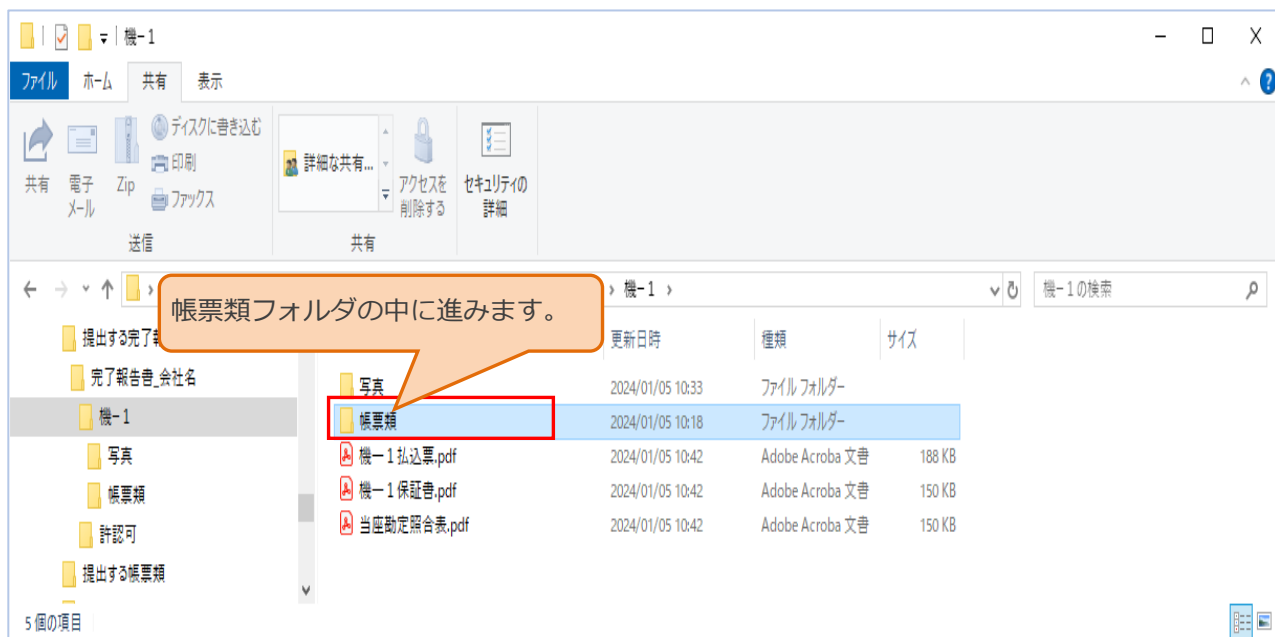 機-1
ファイル ホーム 共有 表示
共有
電子
メール
Zip
ディスクに書き込む
印刷
ファックス
送信
詳細な共有...
アクセスを
削除する
共有
セキュリティの
詳細
機-1
機-1の検索
帳票類フォルダの中に進みます。
更新日時 種類 サイズ
提出する完了
完了報告書_会社名
機-1
写真
帳票類
許認可
提出する帳票類
写真 2024/01/05 10:33 ファイル フォルダー
帳票類 2024/01/05 10:18 ファイル フォルダー
機ー1払込票.pdf 2024/01/05 10:42 Adobe Acroba 文書 188 KB
機ー1保証書.pdf 2024/01/05 10:42 Adobe Acroba 文書 150 KB
当座勘定照合表.pdf 2024/01/05 10:42 Adobe Acroba 文書 150 KB
5 個の項目